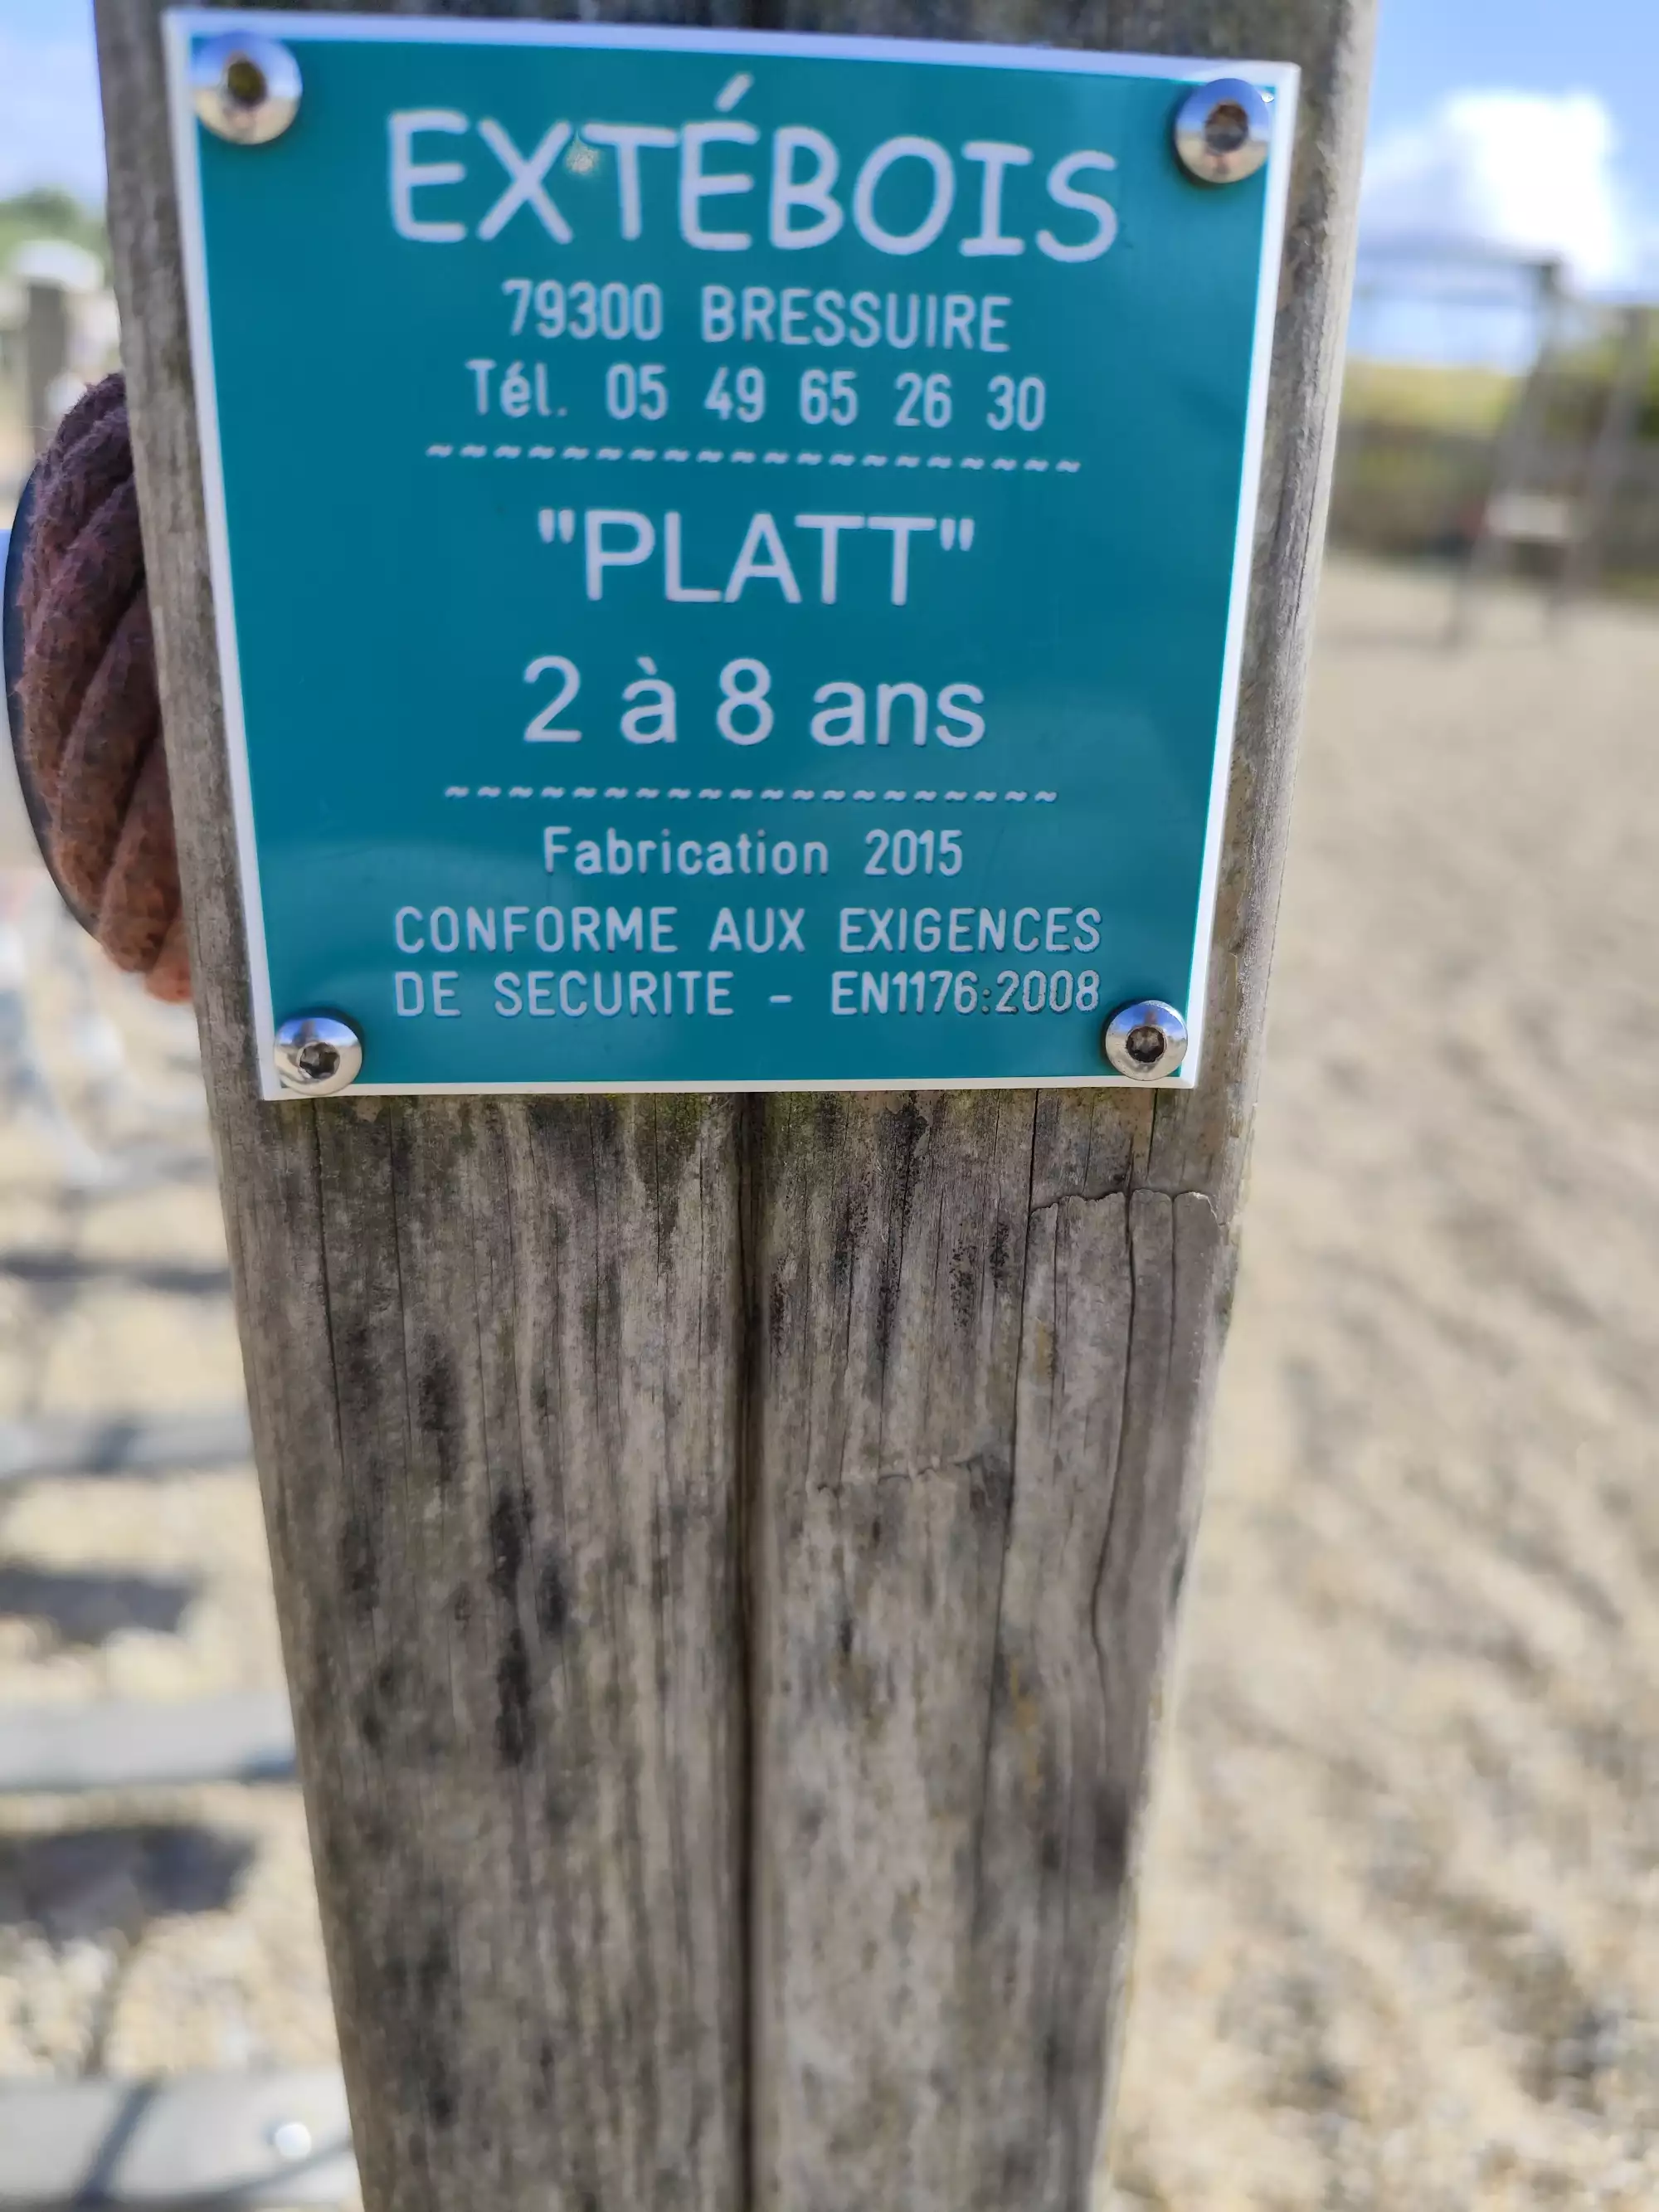 EXTÉBOIS
79300 BRESSUIRE
Tél. 05 49 65 26 30
~~~~~~~~~~~~~~~~~~~~
"PLATT"
2 à 8 ans
~~~~~~~~~~~~~~~~~~~~
Fabrication 2015
CONFORME AUX EXIGENCES
DE SECURITE - EN1176:2008